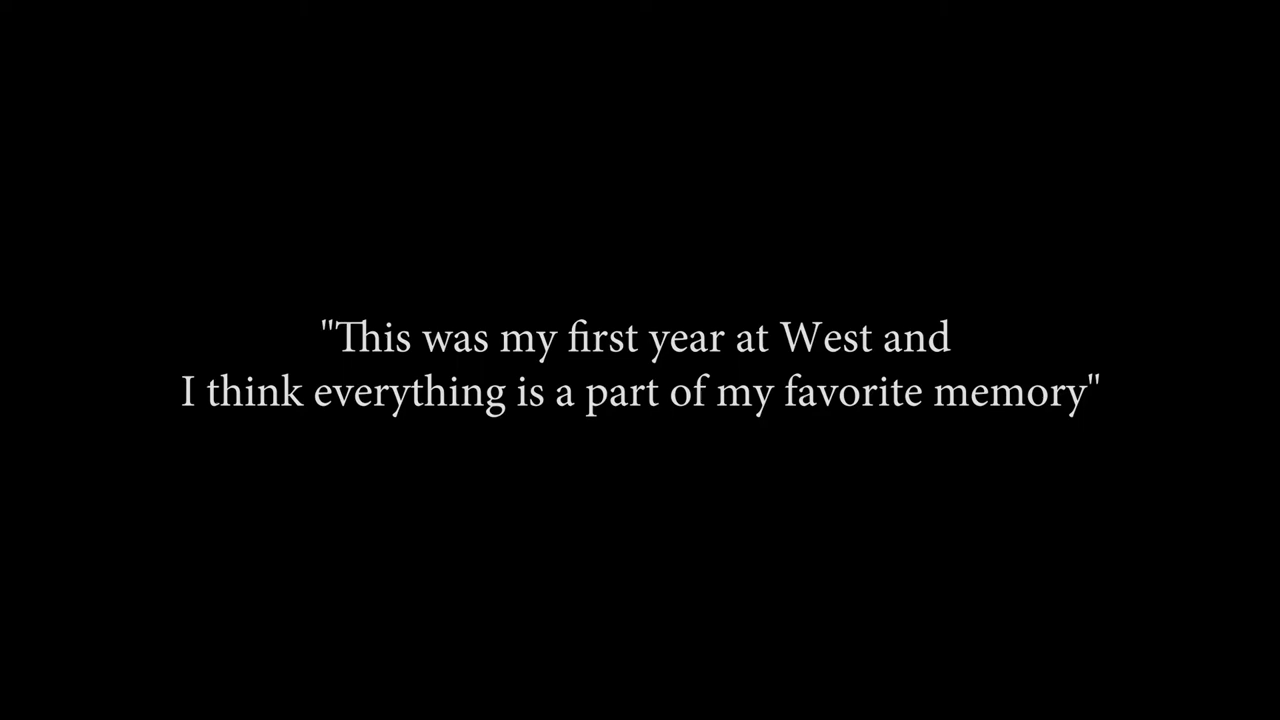 "This was my first year at West and
I think everything is a part of my favorite memory"